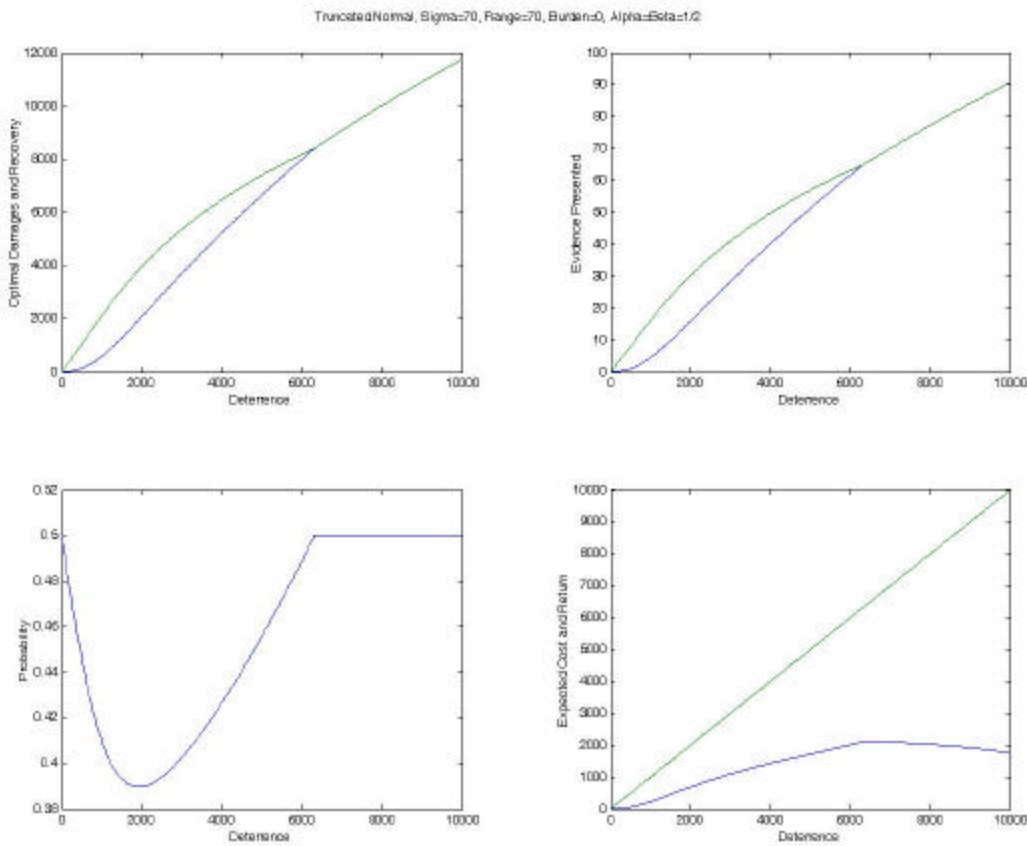 Truncated Normal, Sigma=70, Range=70, Burden=0, Alpha=Beta=1/2
12000
10000
8000
6000
4000
2000
0
Optimal Damages and Recovery
0 2000 4000 6000 8000 10000
Deterrence
100
90
80
70
60
50
40
30
20
10
0
Evidence Presented
0 2000 4000 6000 8000 10000
Deterrence
0.52
0.5
0.48
0.46
0.44
0.42
0.4
0.38
Probability
0 2000 4000 6000 8000 10000
Deterrence
10000
9000
8000
7000
6000
5000
4000
3000
2000
1000
0
Expected Cost and Return
0 2000 4000 6000 8000 10000
Deterrence